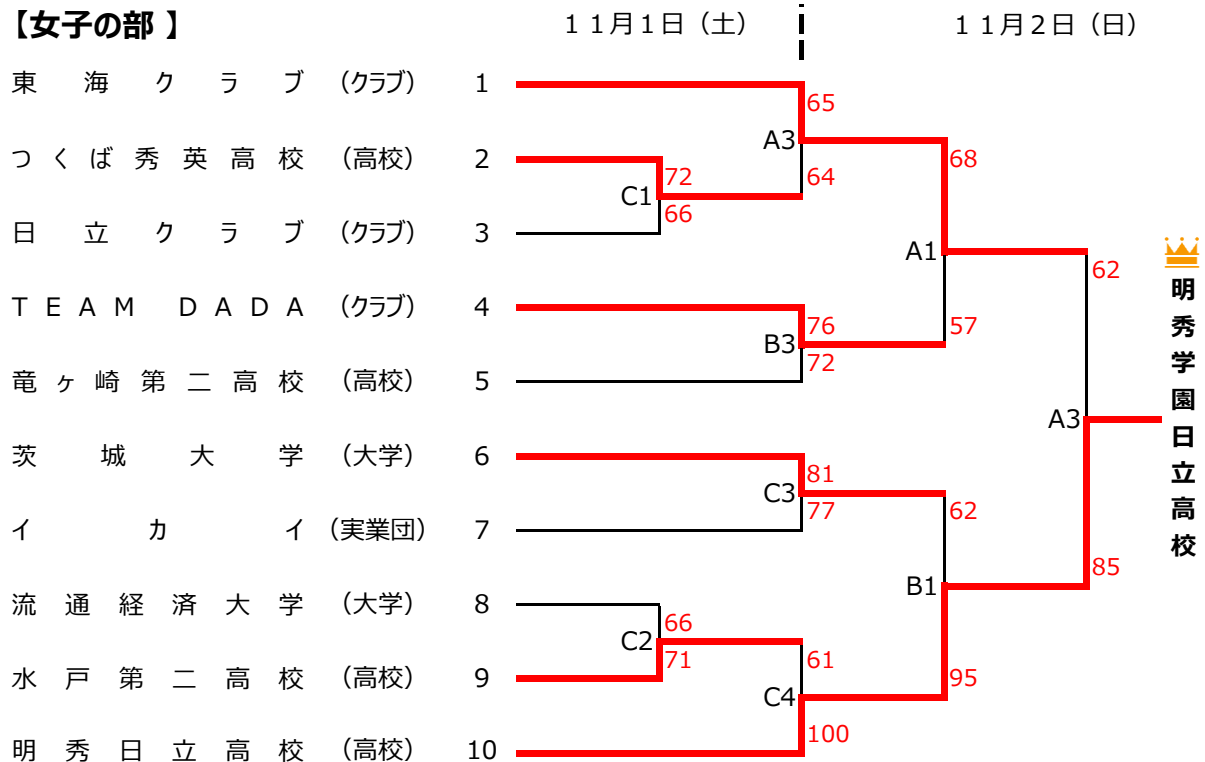 【女子の部 】 11月1日（土） 11月2日（日）
東海クラブ （クラブ） 1
65
A3
つくば秀英高校 （高校） 2
68
72
64
C1
66
日立クラブ （クラブ） 3
A1
62
TEAM DADA （クラブ） 4
76
57
B3
72
竜ヶ崎第二高校 （高校） 5
A3
茨城大学 （大学） 6
81
C3
77
62
イカイ （実業団） 7
85
B1
流通経済大学 （大学） 8
66
C2
71
61
水戸第二高校 （高校） 9
95
C4
100
明秀日立高校 （高校） 10
明秀学園日立高校